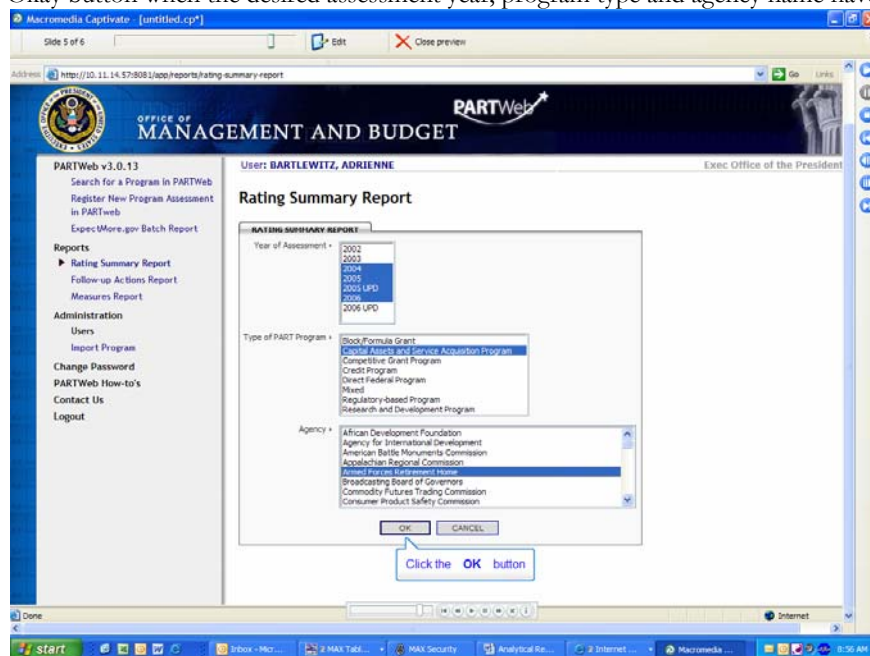 Okay button when the desired assessment year, program type and agency name have
Macromedia Captivate - [untitled.cp*]
Slide 5 of 6
Edit
Close preview
Address http://10.11.14.57:8081/app/reports/rating-summary-report
Go
Links
OFFICE OF
MANAGEMENT AND BUDGET
PARTWeb
PARTWeb v3.0.13
Search for a Program in PARTWeb
Register New Program Assessment
in PARTweb
ExpectMore.gov Batch Report
Reports
Rating Summary Report
Follow-up Actions Report
Measures Report
Administration
Users
Import Program
Change Password
PARTWeb How-to's
Contact Us
Logout
User: BARTLEWITZ, ADRIENNE
Exec Office of the President
Rating Summary Report
RATING SUMMARY REPORT
Year of Assessment
2002
2003
2004
2005
2005 UPD
2006
2006 UPD
Type of PART Program
Block/Formula Grant
Capital Assets and Service Acquisition Program
Competitive Grant Program
Credit Program
Direct Federal Program
Mixed
Regulatory-based Program
Research and Development Program
Agency
African Development Foundation
Agency for International Development
American Battle Monuments Commission
Appalachian Regional Commission
Armed Forces Retirement Home
Broadcasting Board of Governors
Commodity Futures Trading Commission
Consumer Product Safety Commission
OK
CANCEL
Click the OK button
Done
Internet
start
Inbox - Micr...
2 MAX Tabl...
MAX Security
Analytical Re...
2 Internet ...
Macromedia ...
8:56 AM